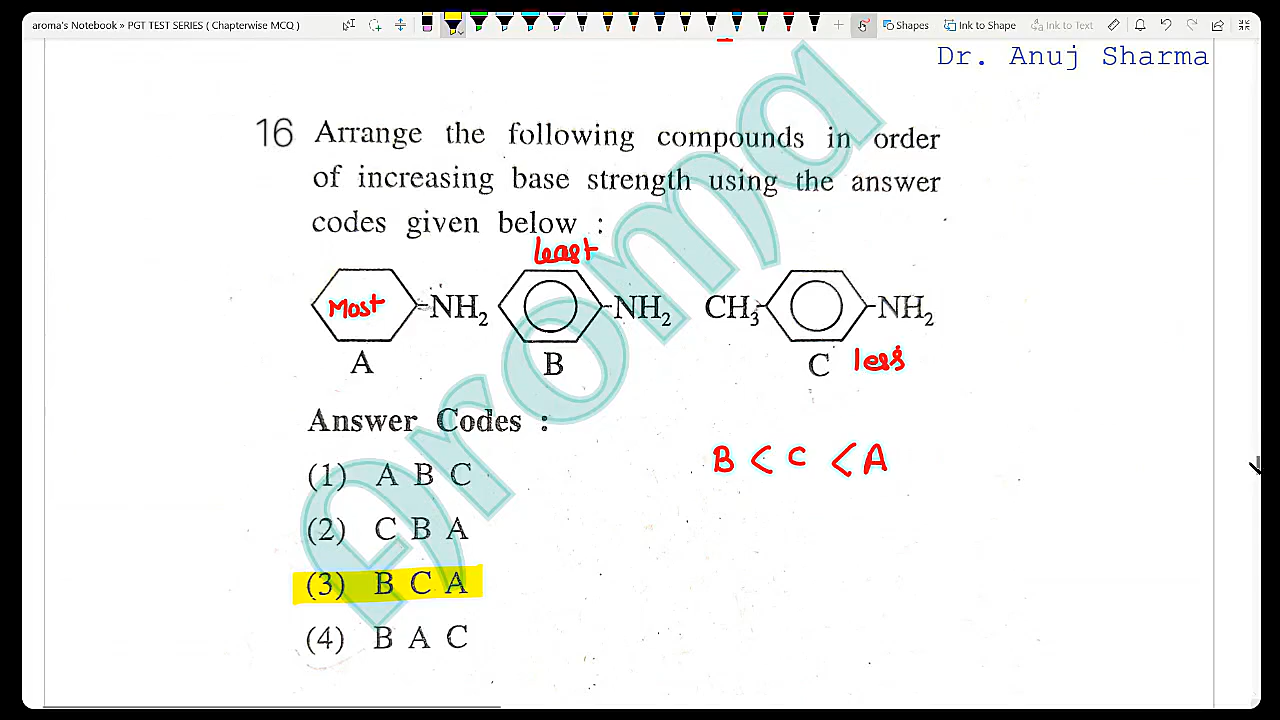 aroma's Notebook » PGT TEST SERIES ( Chapterwise MCQ )
Shapes
Ink to Shape
Ink to Text
Dr. Anuj Sharma
16 Arrange the following compounds in order
of increasing base strength using the answer
codes given below :
least
Most
NH2
NH2
CH3
NH2
A
B
C
less
Answer Codes :
B < C < A
(1) A B C
(2) C B A
(3) B C A
(4) B A C
Aroma